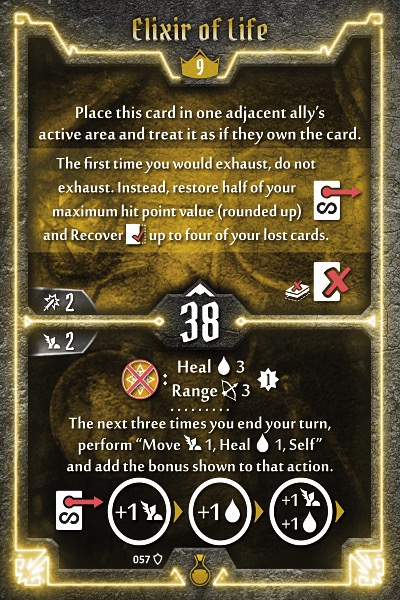 Elixir of Life
9
Place this card in one adjacent ally's
active area and treat it as if they own the card.
The first time you would exhaust, do not
exhaust. Instead, restore half of your
maximum hit point value (rounded up)
and Recover up to four of your lost cards.
S
2
38
2
: Heal 3
Range 3
1
The next three times you end your turn,
perform “Move 1, Heal 1, Self”
and add the bonus shown to that action.
S +1 +1 +1
+1
057